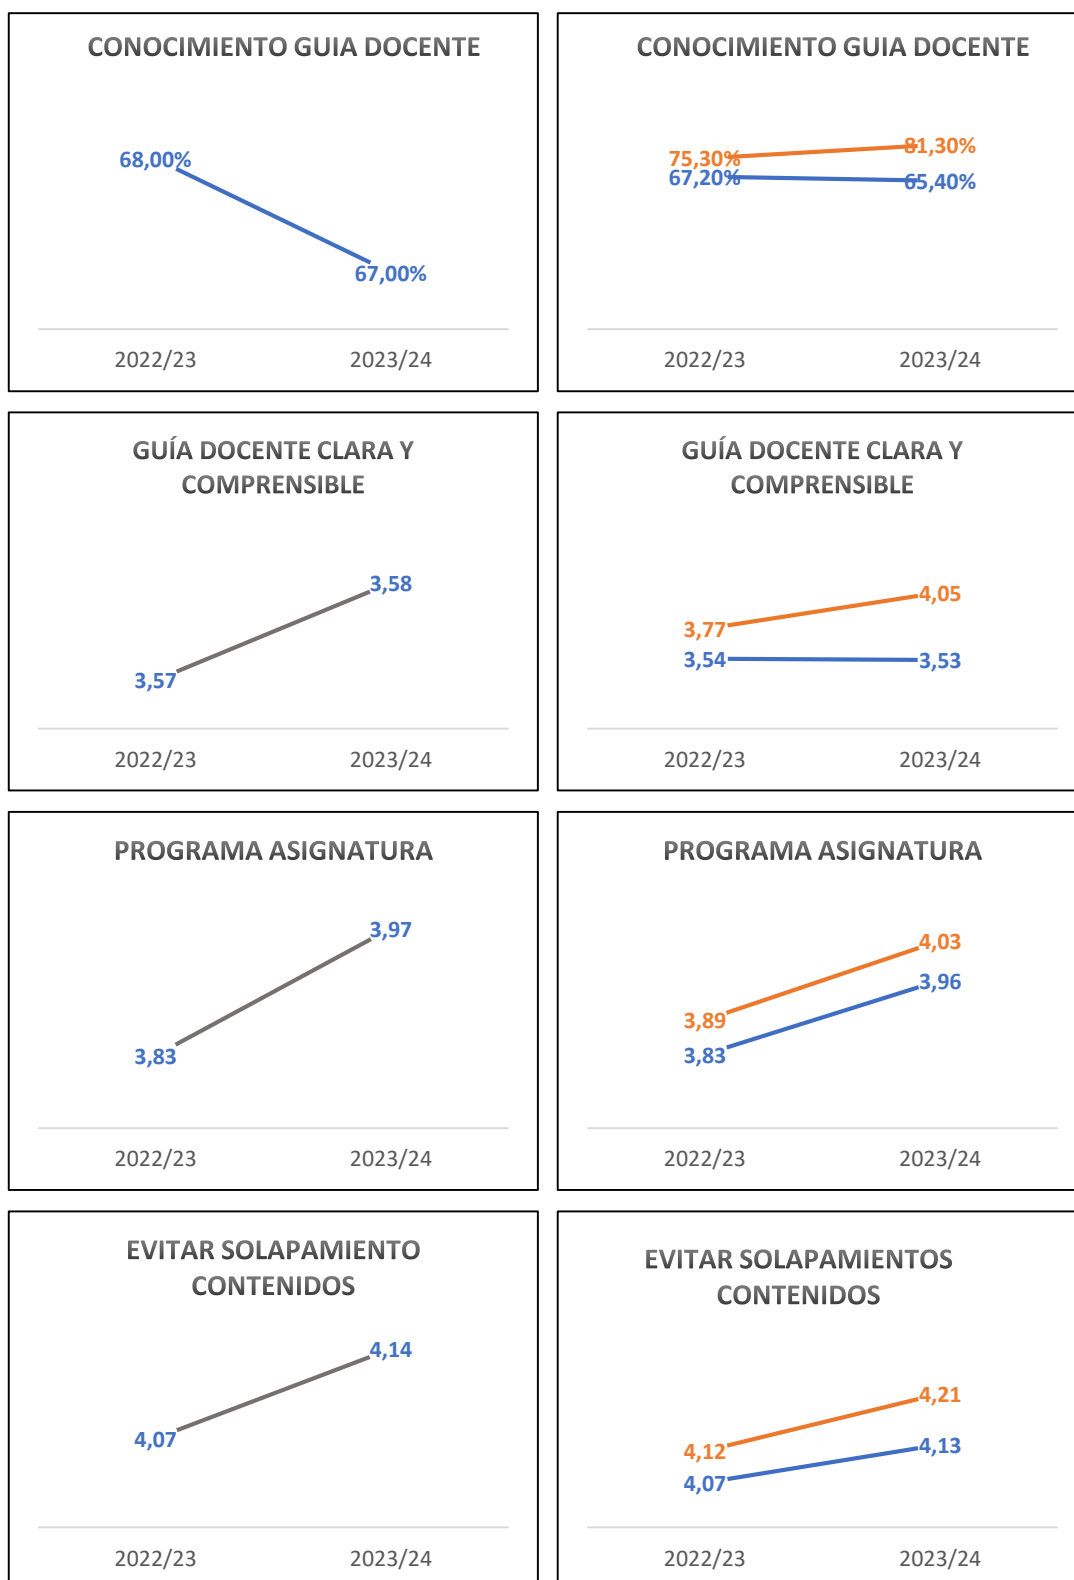 CONOCIMIENTO GUIA DOCENTE
68,00%
67,00%
2022/23 2023/24
CONOCIMIENTO GUIA DOCENTE
81,30%
75,30%
67,20%
65,40%
2022/23 2023/24
GUÍA DOCENTE CLARA Y
COMPRENSIBLE
3,58
3,57
2022/23 2023/24
GUÍA DOCENTE CLARA Y
COMPRENSIBLE
4,05
3,77
3,54
3,53
2022/23 2023/24
PROGRAMA ASIGNATURA
3,97
3,83
2022/23 2023/24
PROGRAMA ASIGNATURA
4,03
3,96
3,89
3,83
2022/23 2023/24
EVITAR SOLAPAMIENTO
CONTENIDOS
4,14
4,07
2022/23 2023/24
EVITAR SOLAPAMIENTOS
CONTENIDOS
4,21
4,13
4,12
4,07
2022/23 2023/24